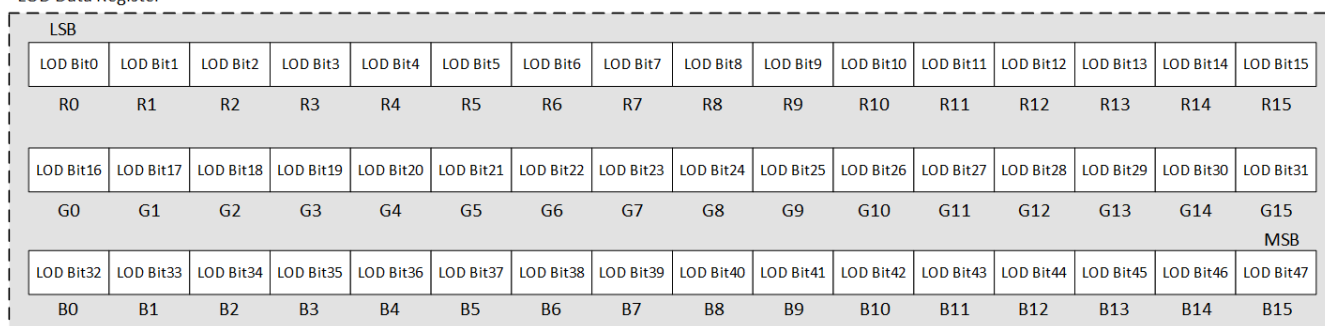 LOD Data Register
LSB
LOD Bit0 LOD Bit1 LOD Bit2 LOD Bit3 LOD Bit4 LOD Bit5 LOD Bit6 LOD Bit7 LOD Bit8 LOD Bit9 LOD Bit10 LOD Bit11 LOD Bit12 LOD Bit13 LOD Bit14 LOD Bit15
R0 R1 R2 R3 R4 R5 R6 R7 R8 R9 R10 R11 R12 R13 R14 R15
LOD Bit16 LOD Bit17 LOD Bit18 LOD Bit19 LOD Bit20 LOD Bit21 LOD Bit22 LOD Bit23 LOD Bit24 LOD Bit25 LOD Bit26 LOD Bit27 LOD Bit28 LOD Bit29 LOD Bit30 LOD Bit31
G0 G1 G2 G3 G4 G5 G6 G7 G8 G9 G10 G11 G12 G13 G14 G15
MSB
LOD Bit32 LOD Bit33 LOD Bit34 LOD Bit35 LOD Bit36 LOD Bit37 LOD Bit38 LOD Bit39 LOD Bit40 LOD Bit41 LOD Bit42 LOD Bit43 LOD Bit44 LOD Bit45 LOD Bit46 LOD Bit47
B0 B1 B2 B3 B4 B5 B6 B7 B8 B9 B10 B11 B12 B13 B14 B15